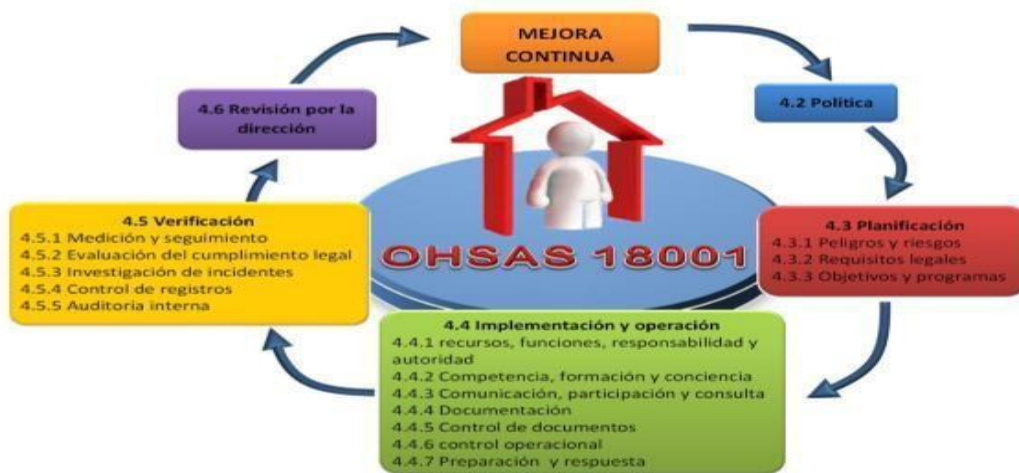 MEJORA
CONTINUA
4.2 Política
4.3 Planificación
4.3.1 Peligros y riesgos
4.3.2 Requisitos legales
4.3.3 Objetivos y programas
4.4 Implementación y operación
4.4.1 recursos, funciones, responsabilidad y
autoridad
4.4.2 Competencia, formación y conciencia
4.4.3 Comunicación, participación y consulta
4.4.4 Documentación
4.4.5 Control de documentos
4.4.6 control operacional
4.4.7 Preparación y respuesta
4.5 Verificación
4.5.1 Medición y seguimiento
4.5.2 Evaluación del cumplimiento legal
4.5.3 Investigación de incidentes
4.5.4 Control de registros
4.5.5 Auditoria interna
4.6 Revisión por la
dirección
OHSAS 18001